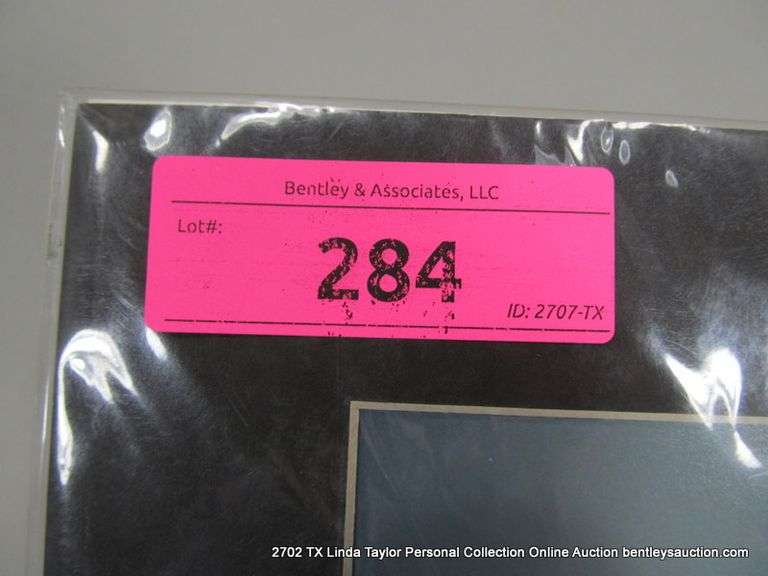 Bentley & Associates, LLC
Lot#:
284
ID: 2707-TX
2702 TX Linda Taylor Personal Collection Online Auction bentleysauction.com